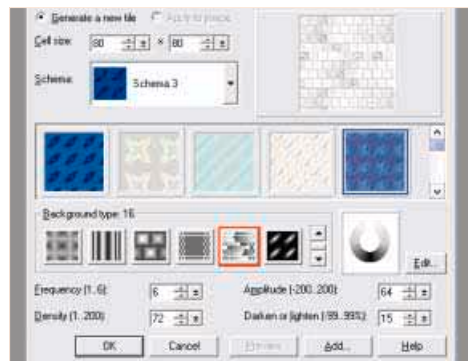 Generate a new tile Apply to image
Cell size: 80 × 80
Schema: Schema 3
Background type: 16
Edit...
Frequency (1..6): 6 Amplitude (-200..200): 64
Density (1..200): 72 Darken or lighten (-99..99%): 15
OK Cancel Preview Add... Help